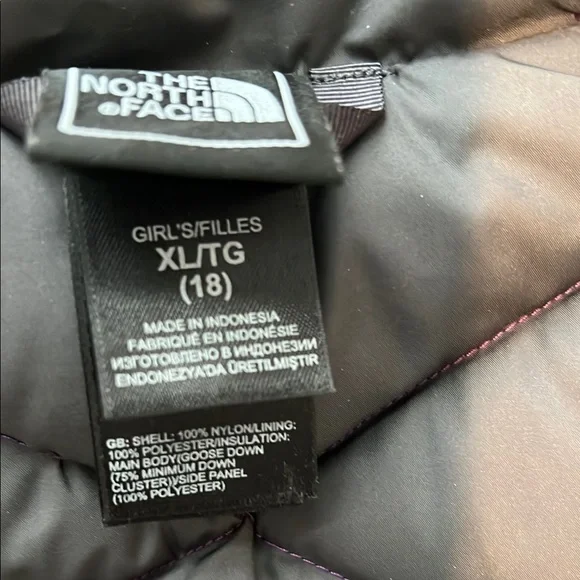 THE
NORTH
FACE
GIRL'S/FILLES
XL/TG
(18)
MADE IN INDONESIA
FABRIQUÉ EN INDONÉSIE
ИЗГОТОВЛЕНО В ИНДОНЕЗИИ
ENDONEZYA'DA ÜRETILMIŞTIR
GB: SHELL: 100% NYLON/LINING:
100% POLYESTER/INSULATION:
MAIN BODY(GOOSE DOWN
(75% MINIMUM DOWN
CLUSTER))/SIDE PANEL
(100% POLYESTER)